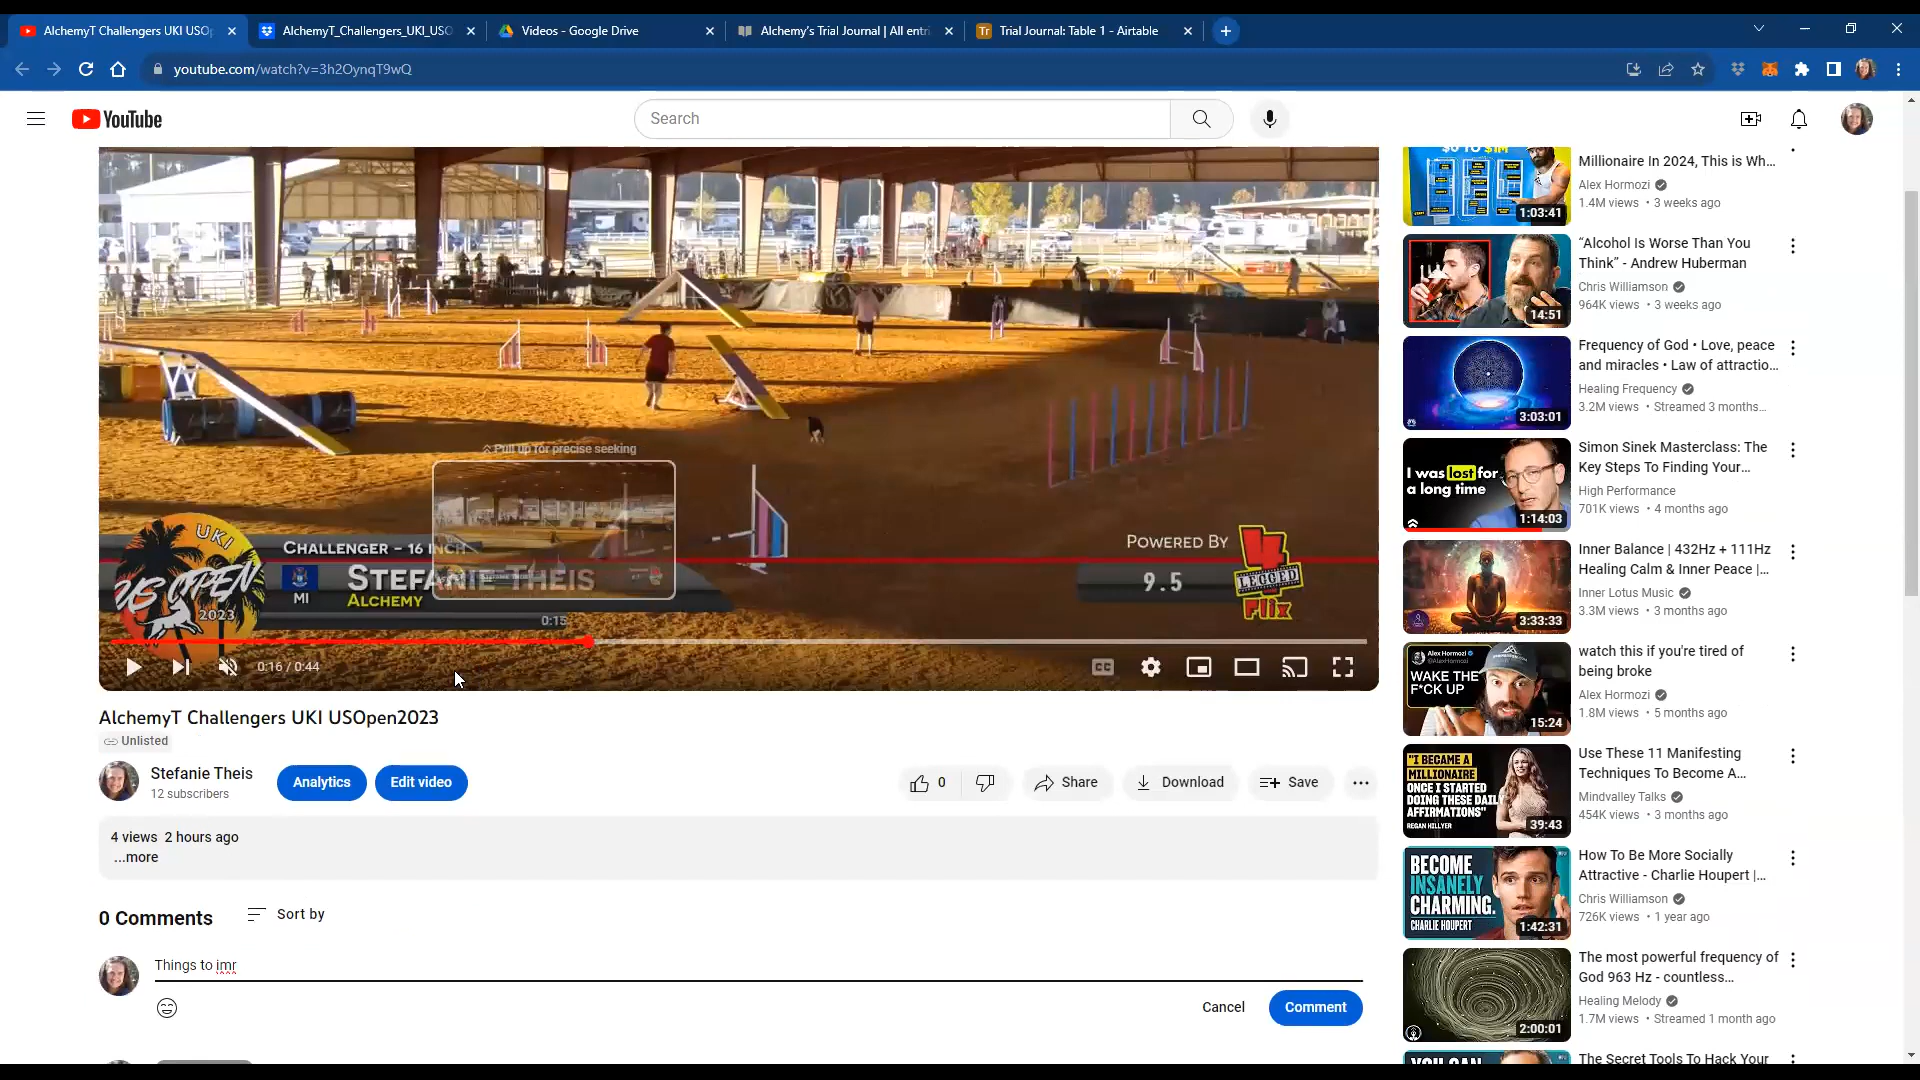 AlchemyT Challengers UKI USOp
AlchemyT_Challengers_UKI_USO
Videos - Google Drive
Alchemy's Trial Journal | All entri
Trial Journal: Table 1 - Airtable
youtube.com/watch?v=3h2OynqT9wQ
YouTube
Search
Pull up for precise seeking
UKI
US OPEN
2023
CHALLENGER - 16 INCH
MI
STEFANIE THEIS
ALCHEMY
0:15
POWERED BY
9.5
4 LEGGED
FLIX
0:16 / 0:44
CC
AlchemyT Challengers UKI USOpen2023
Unlisted
Stefanie Theis
12 subscribers
Analytics
Edit video
0
Share
Download
Save
4 views 2 hours ago
...more
0 Comments
Sort by
Things to imr
Cancel
Comment
$0 TO $1M
1:03:41
Millionaire In 2024, This is Wh...
Alex Hormozi
1.4M views • 3 weeks ago
14:51
“Alcohol Is Worse Than You
Think” - Andrew Huberman
Chris Williamson
964K views • 3 weeks ago
3:03:01
Frequency of God • Love, peace
and miracles • Law of attractio...
Healing Frequency
3.2M views • Streamed 3 months...
I was lost for
a long time
1:14:03
Simon Sinek Masterclass: The
Key Steps To Finding Your...
High Performance
701K views • 4 months ago
3:33:33
Inner Balance | 432Hz + 111Hz
Healing Calm & Inner Peace |...
Inner Lotus Music
3.3M views • 3 months ago
Alex Hormozi
@AlexHormozi
WAKE THE
F*CK UP
15:24
watch this if you're tired of
being broke
Alex Hormozi
1.8M views • 5 months ago
"I BECAME A
MILLIONAIRE
ONCE I STARTED
DOING THESE DAILY
AFFIRMATIONS"
REGAN HILLYER
39:43
Use These 11 Manifesting
Techniques To Become A...
Mindvalley Talks
454K views • 3 months ago
BECOME
INSANELY
CHARMING.
CHARLIE HOUPERT
1:42:31
How To Be More Socially
Attractive - Charlie Houpert |...
Chris Williamson
726K views • 1 year ago
2:00:01
The most powerful frequency of
God 963 Hz - countless...
Healing Melody
1.7M views • Streamed 1 month ago
YOU CAN
The Secret Tools To Hack Your